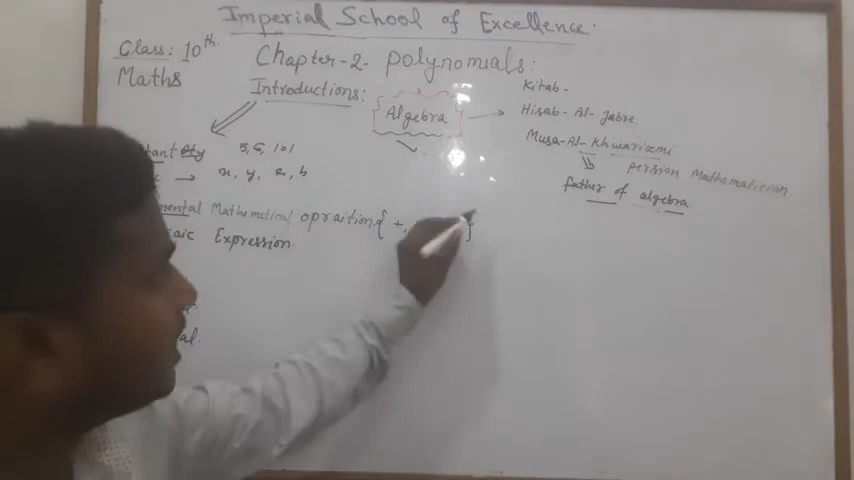 Imperial School of Excellence.
Class: 10th
Maths
Chapter-2. Polynomials:
Introductions:
Algebra
Kitab-
Hisab-Al-Jabre
Musa-Al-Khwarizmi
Persian Mathematician
father of algebra
5, 6, 101
→ x, y, a, b
Mathematical opraition { +, }
Expression